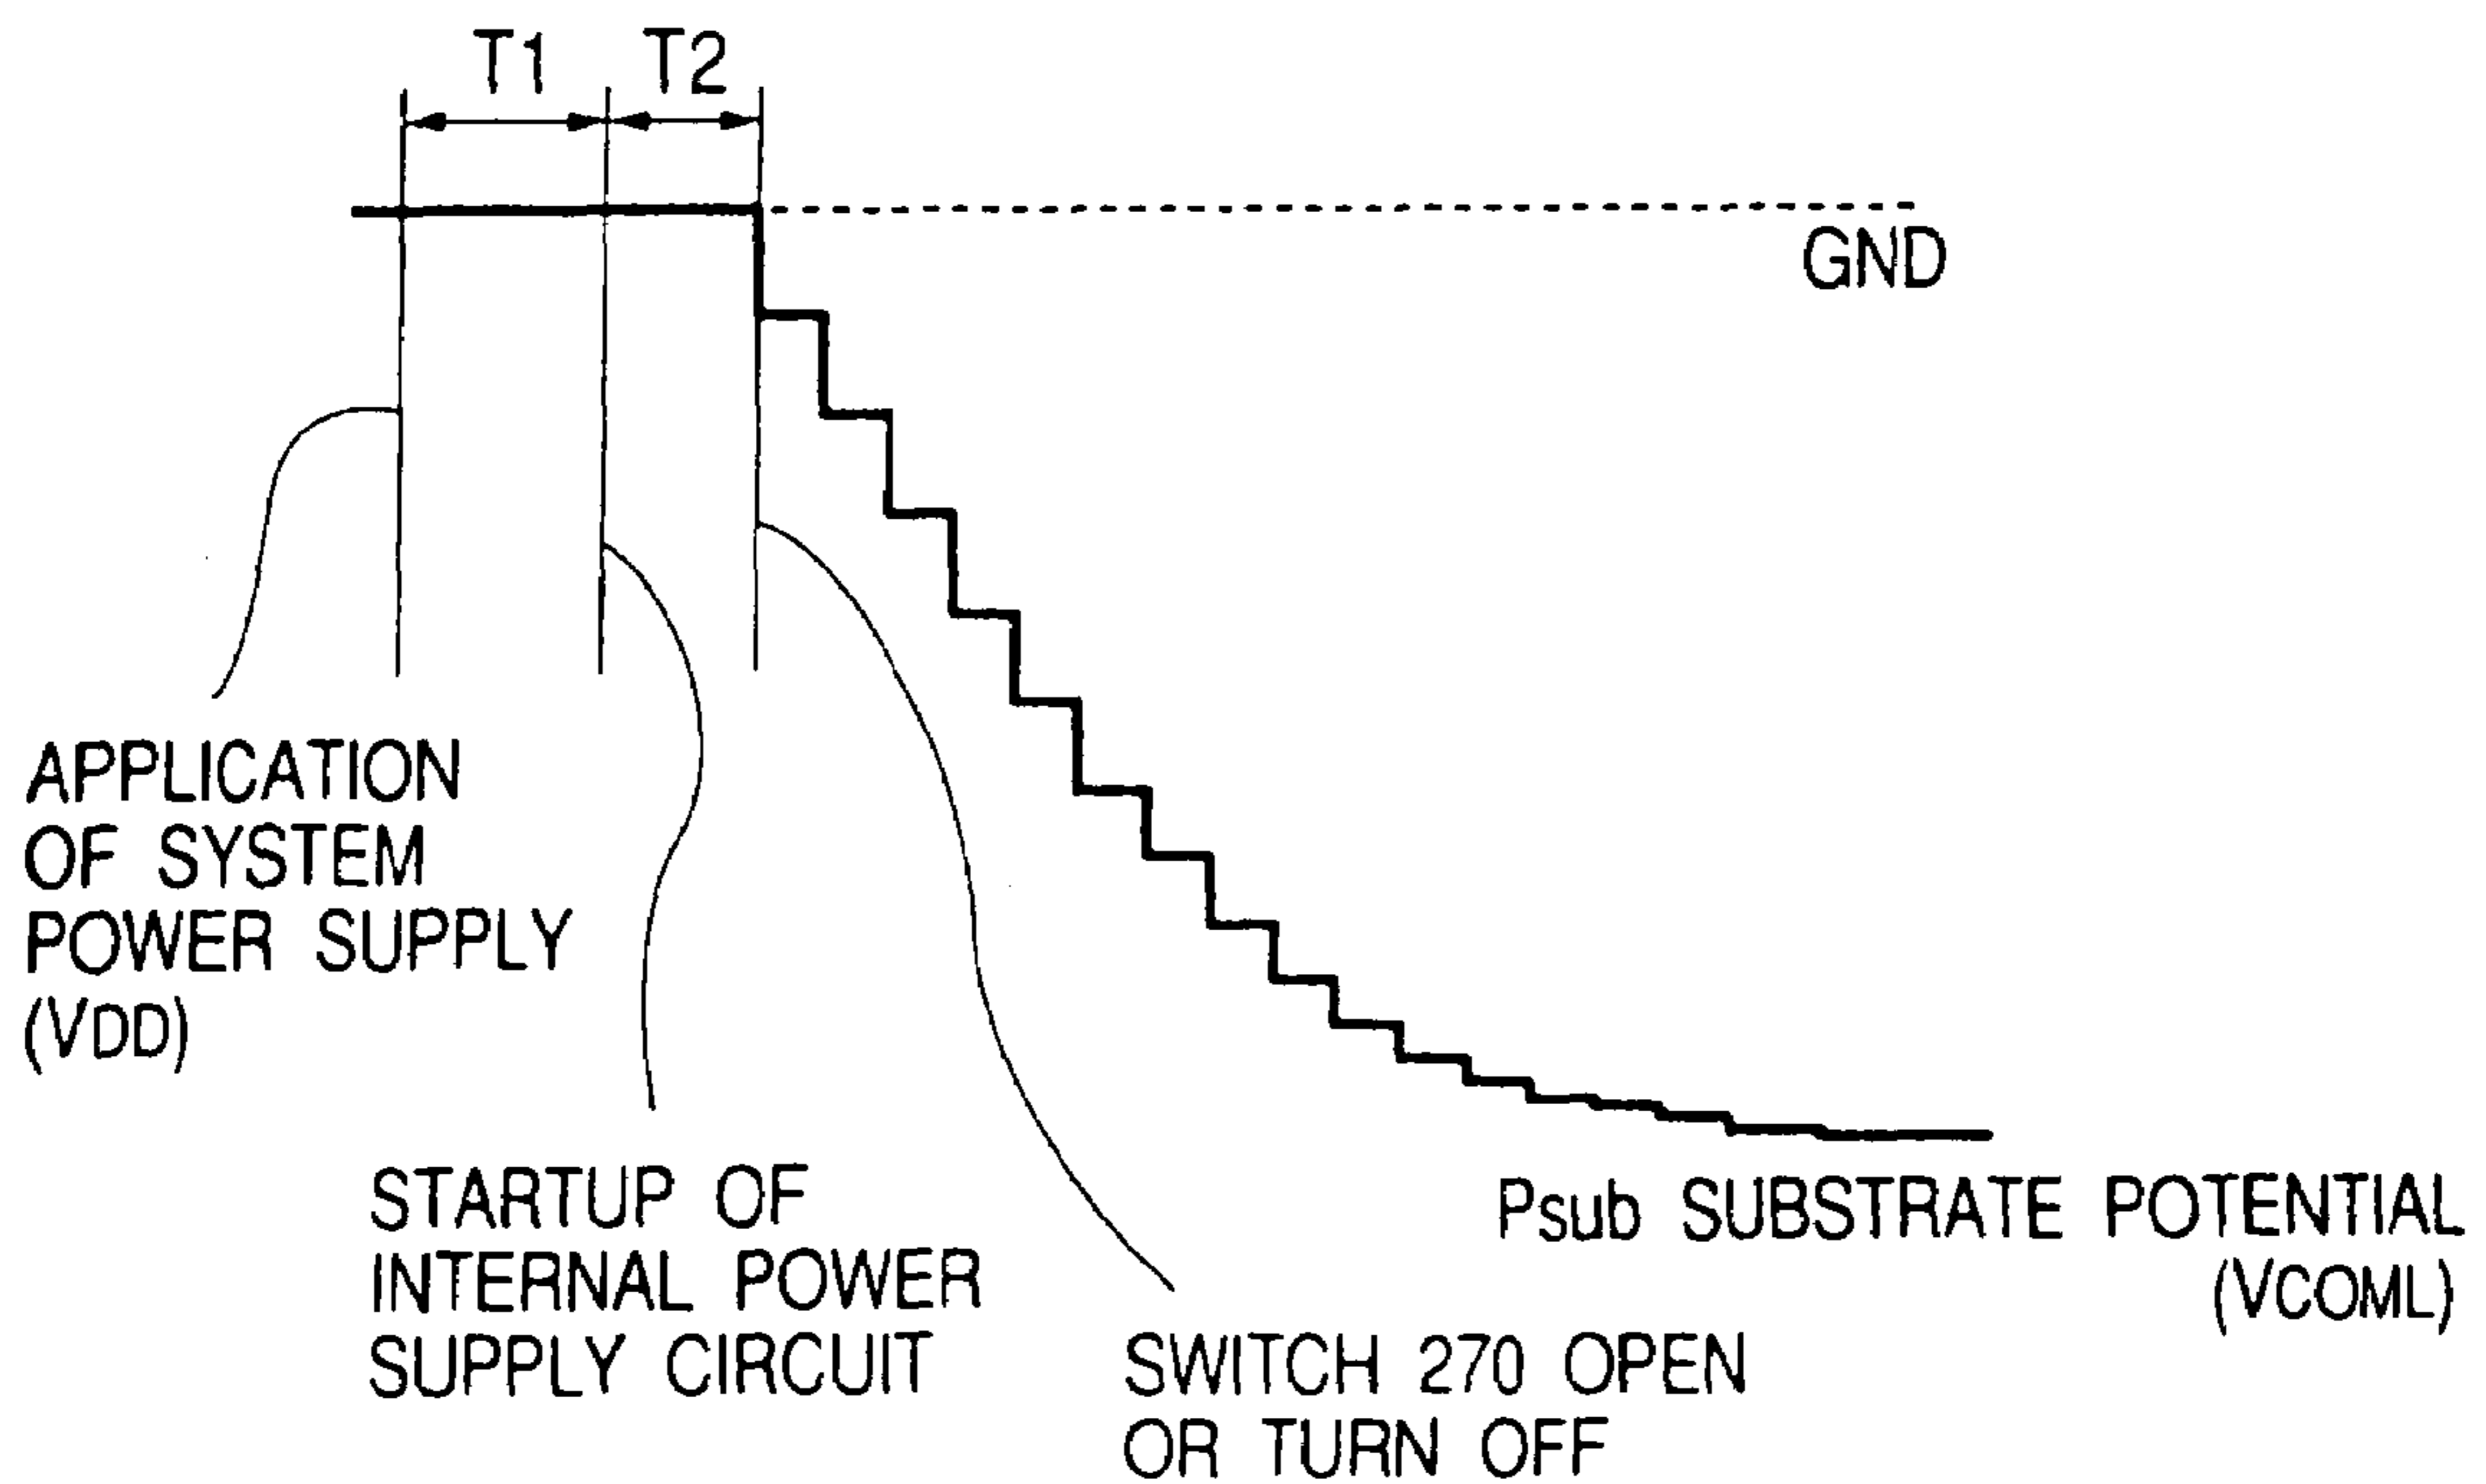 T1 T2
GND
APPLICATION
OF SYSTEM
POWER SUPPLY
(VDD)
STARTUP OF
INTERNAL POWER
SUPPLY CIRCUIT
Psub SUBSTRATE POTENTIAL
(VCOML)
SWITCH 270 OPEN
OR TURN OFF